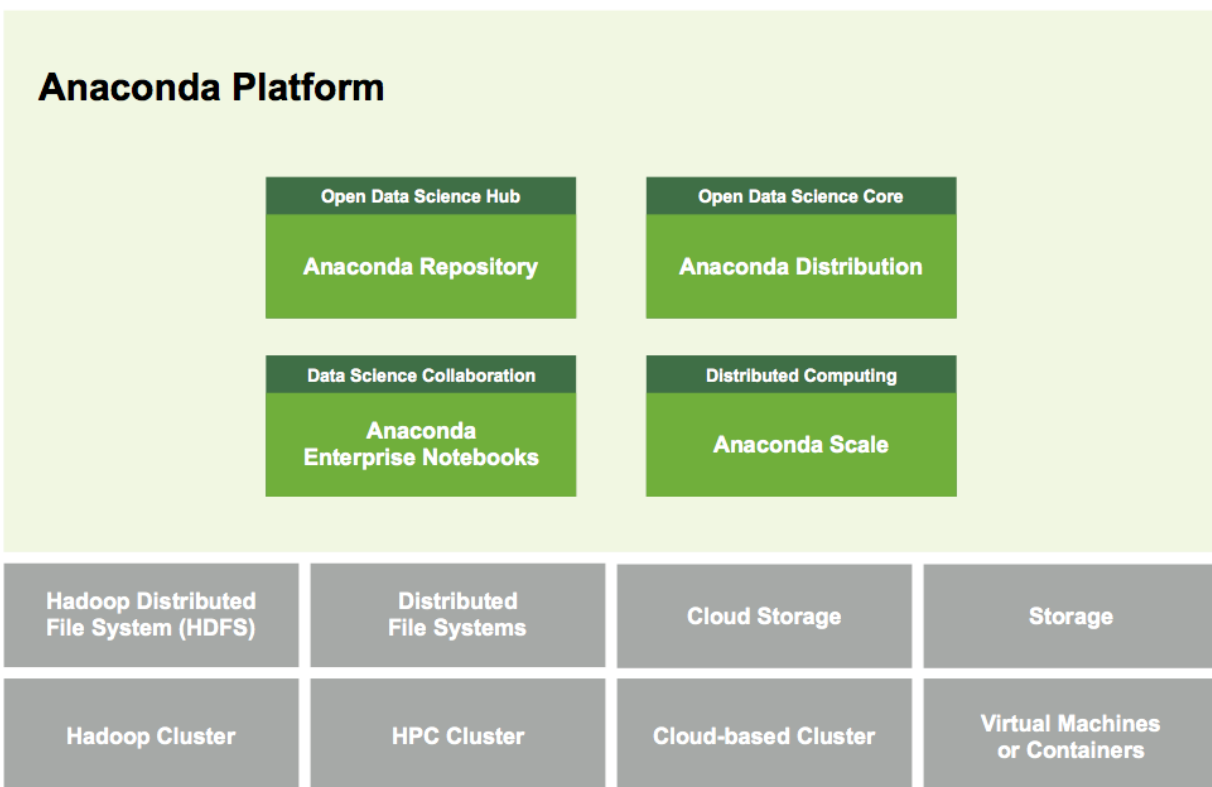 Anaconda Platform
Open Data Science Hub
Anaconda Repository
Open Data Science Core
Anaconda Distribution
Data Science Collaboration
Anaconda
Enterprise Notebooks
Distributed Computing
Anaconda Scale
Hadoop Distributed
File System (HDFS)
Distributed
File Systems
Cloud Storage
Storage
Hadoop Cluster
HPC Cluster
Cloud-based Cluster
Virtual Machines
or Containers